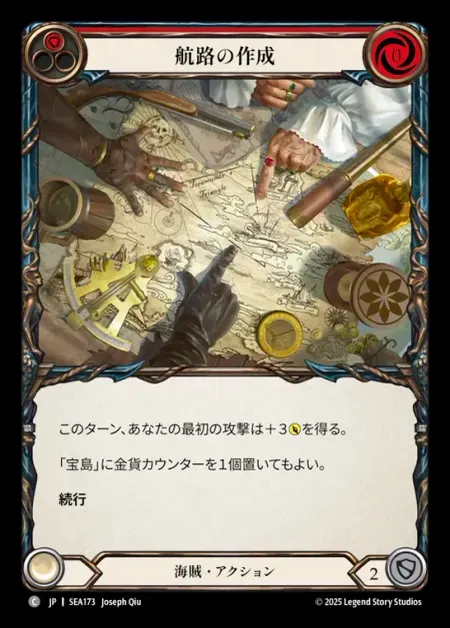 航路の作成
0
このターン、あなたの最初の攻撃は＋３を得る。
「宝島」に金貨カウンターを１個置いてもよい。
続行
海賊・アクション
2
C JP | SEA173 Joseph Qiu
© 2025 Legend Story Studios